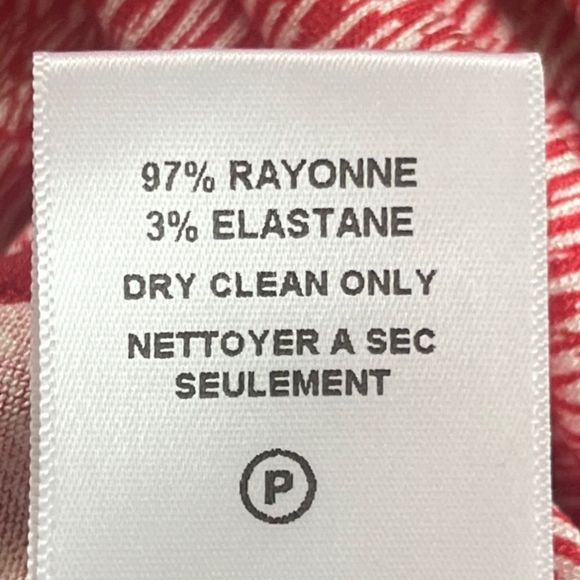 97% RAYONNE
3% ELASTANE
DRY CLEAN ONLY
NETTOYER A SEC
SEULEMENT
P